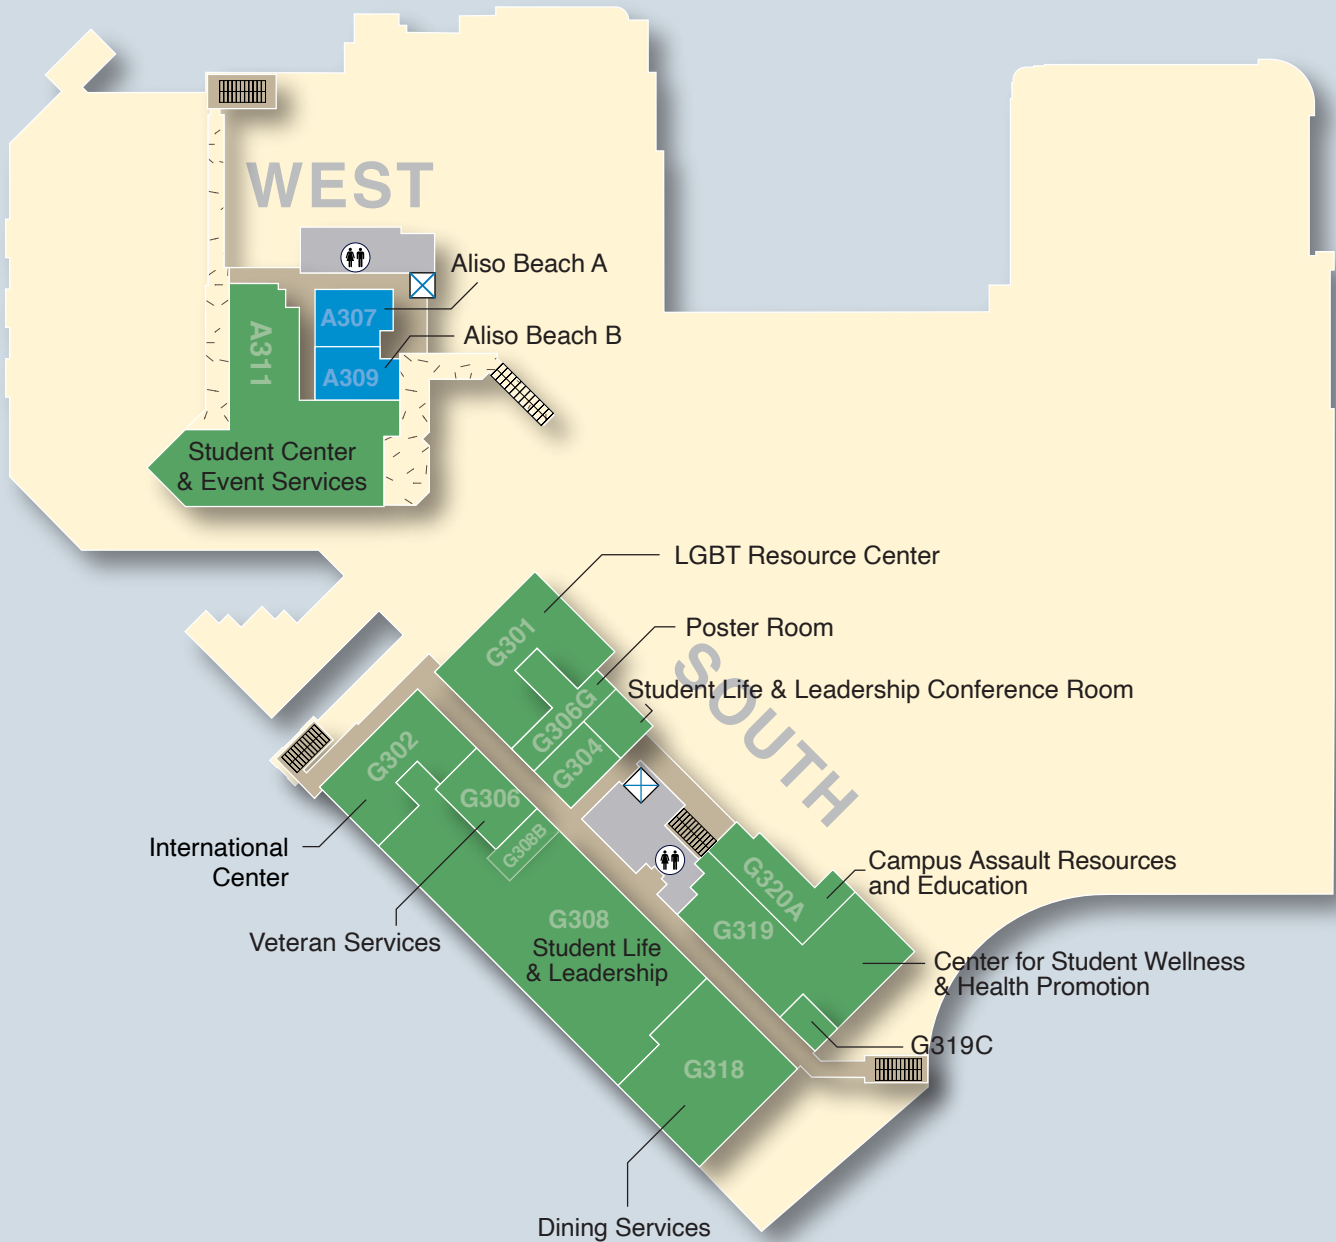 WEST
Aliso Beach A
A307
Aliso Beach B
A311
A309
Student Center
& Event Services
LGBT Resource Center
G301
Poster Room
SOUTH
Student Life & Leadership Conference Room
G306G
G302
G304
G306
G308B
International
Center
Campus Assault Resources
and Education
G320A
G308
G319
Veteran Services
Student Life
& Leadership
Center for Student Wellness
& Health Promotion
G319C
G318
Dining Services